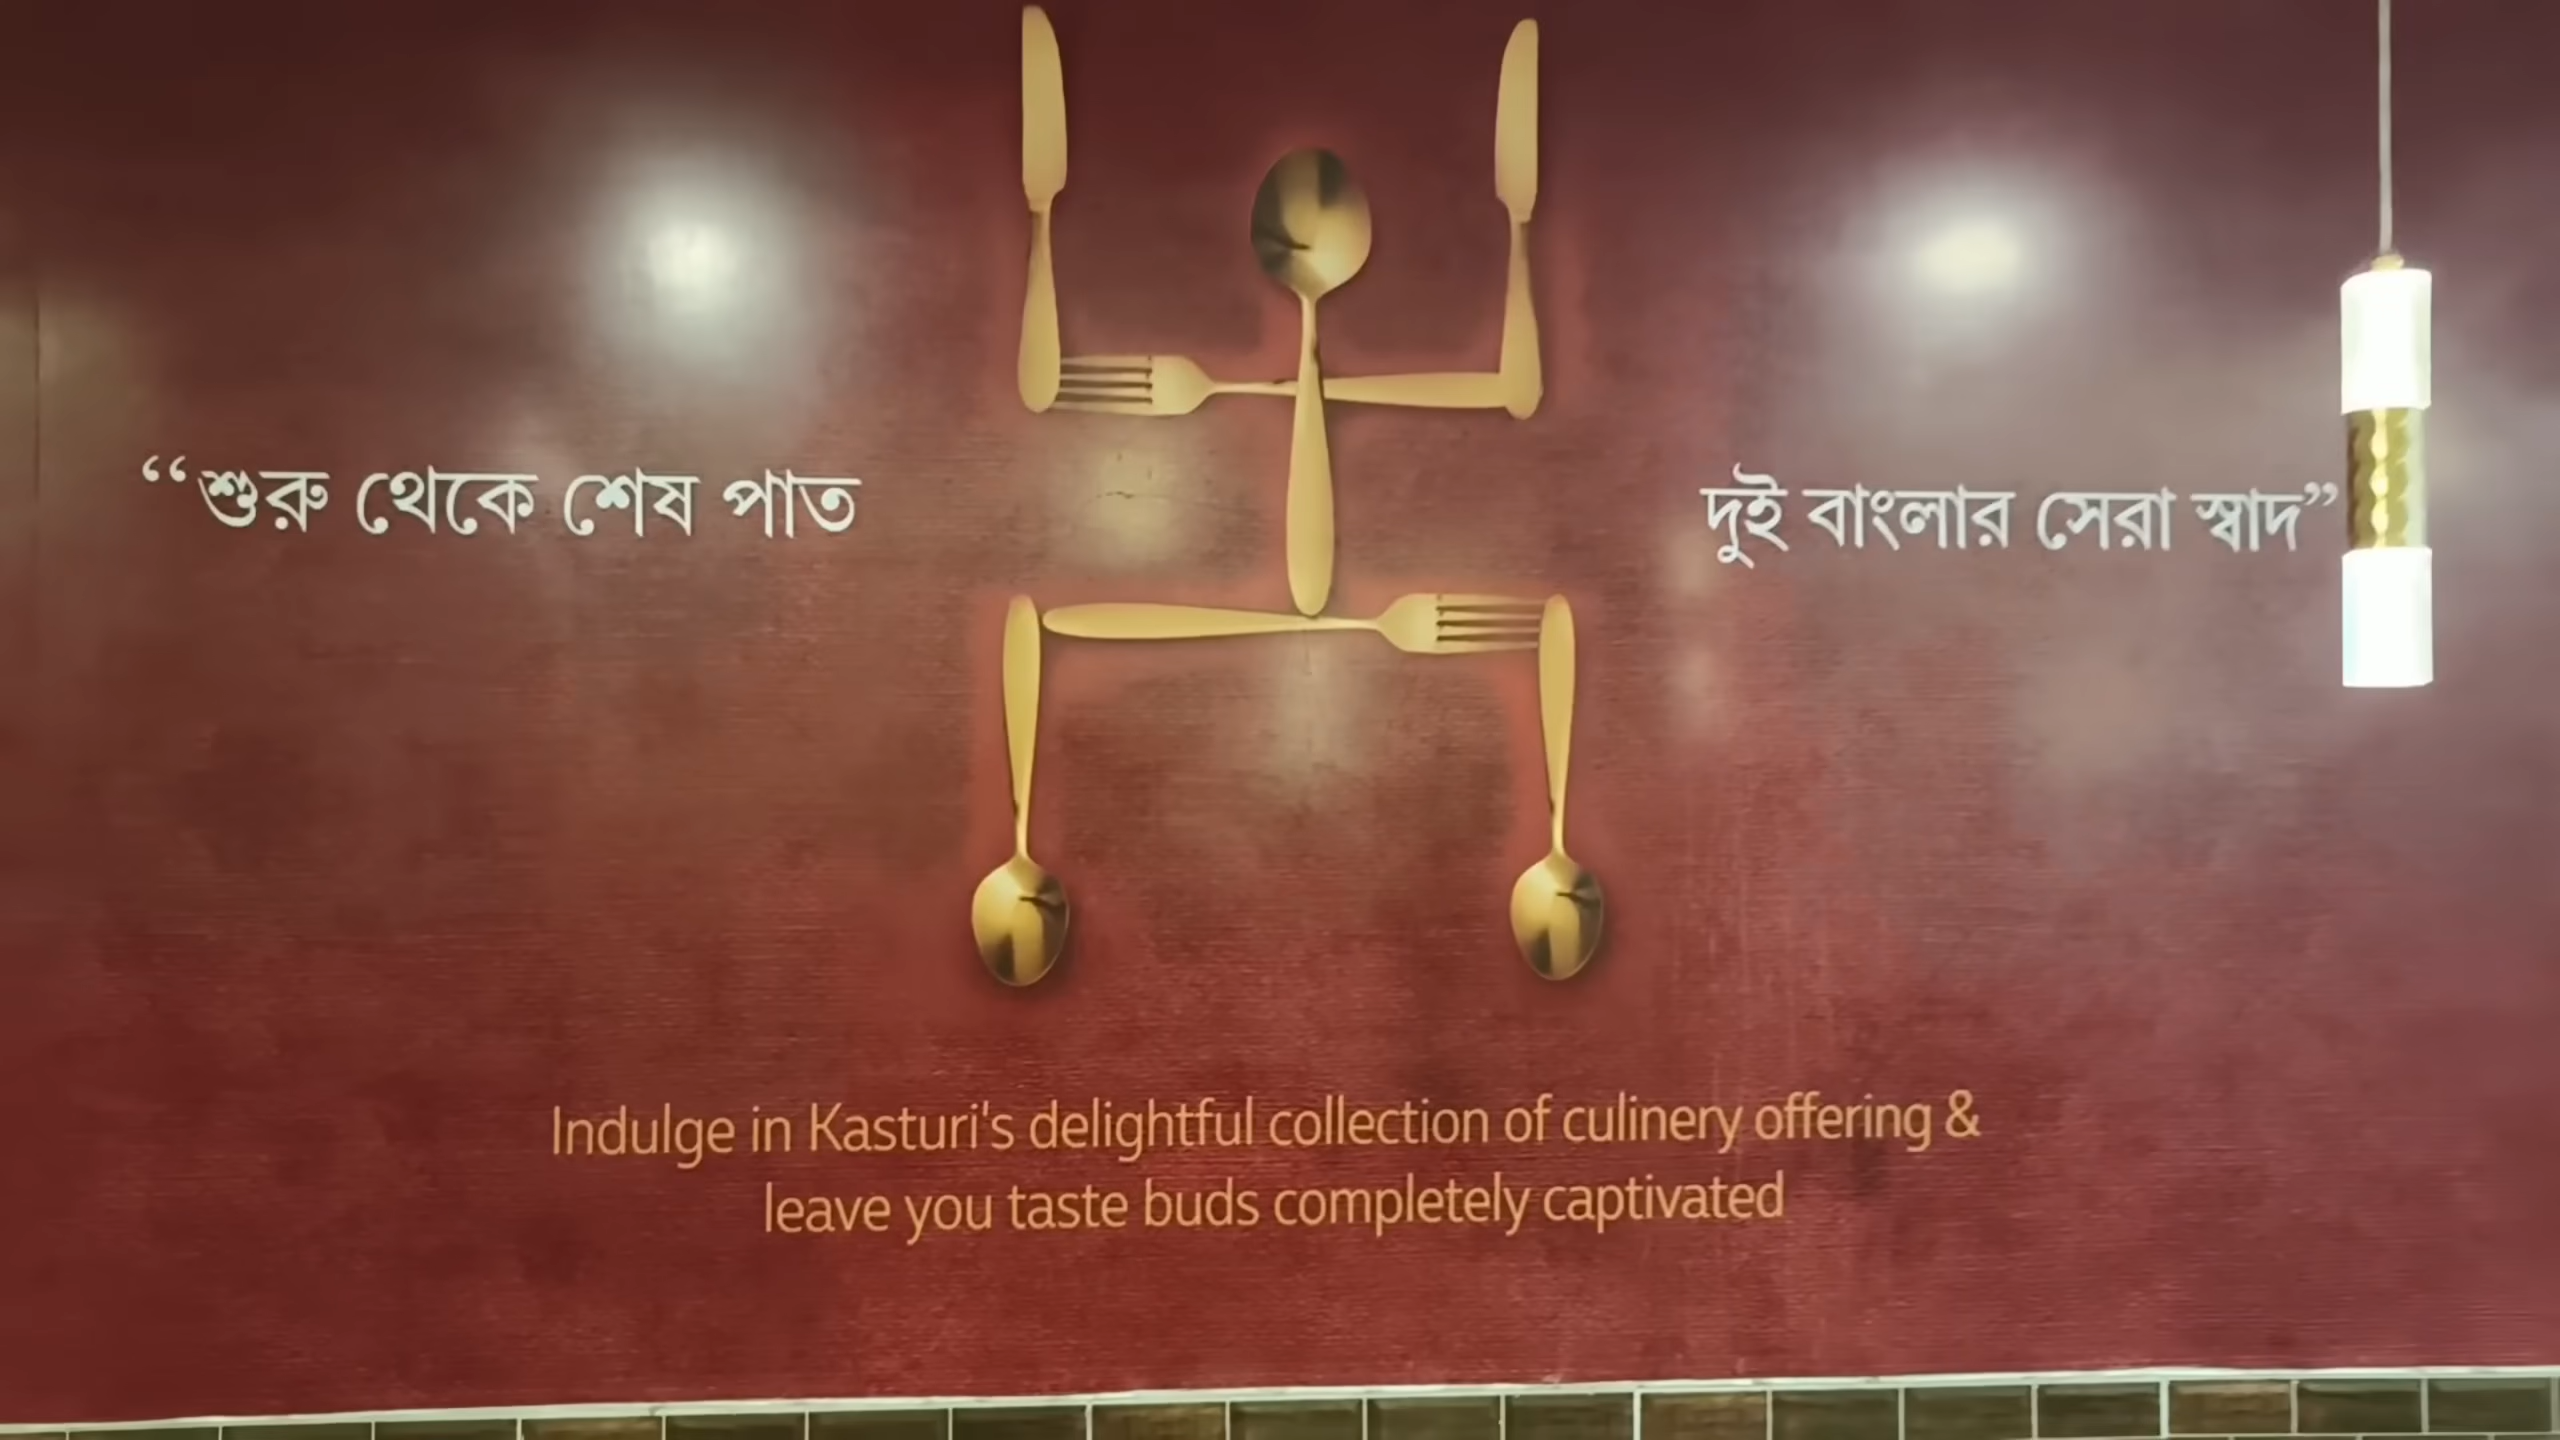 “শুরু থেকে শেষ পাত
দুই বাংলার সেরা স্বাদ”
Indulge in Kasturi's delightful collection of culinery offering &
leave you taste buds completely captivated